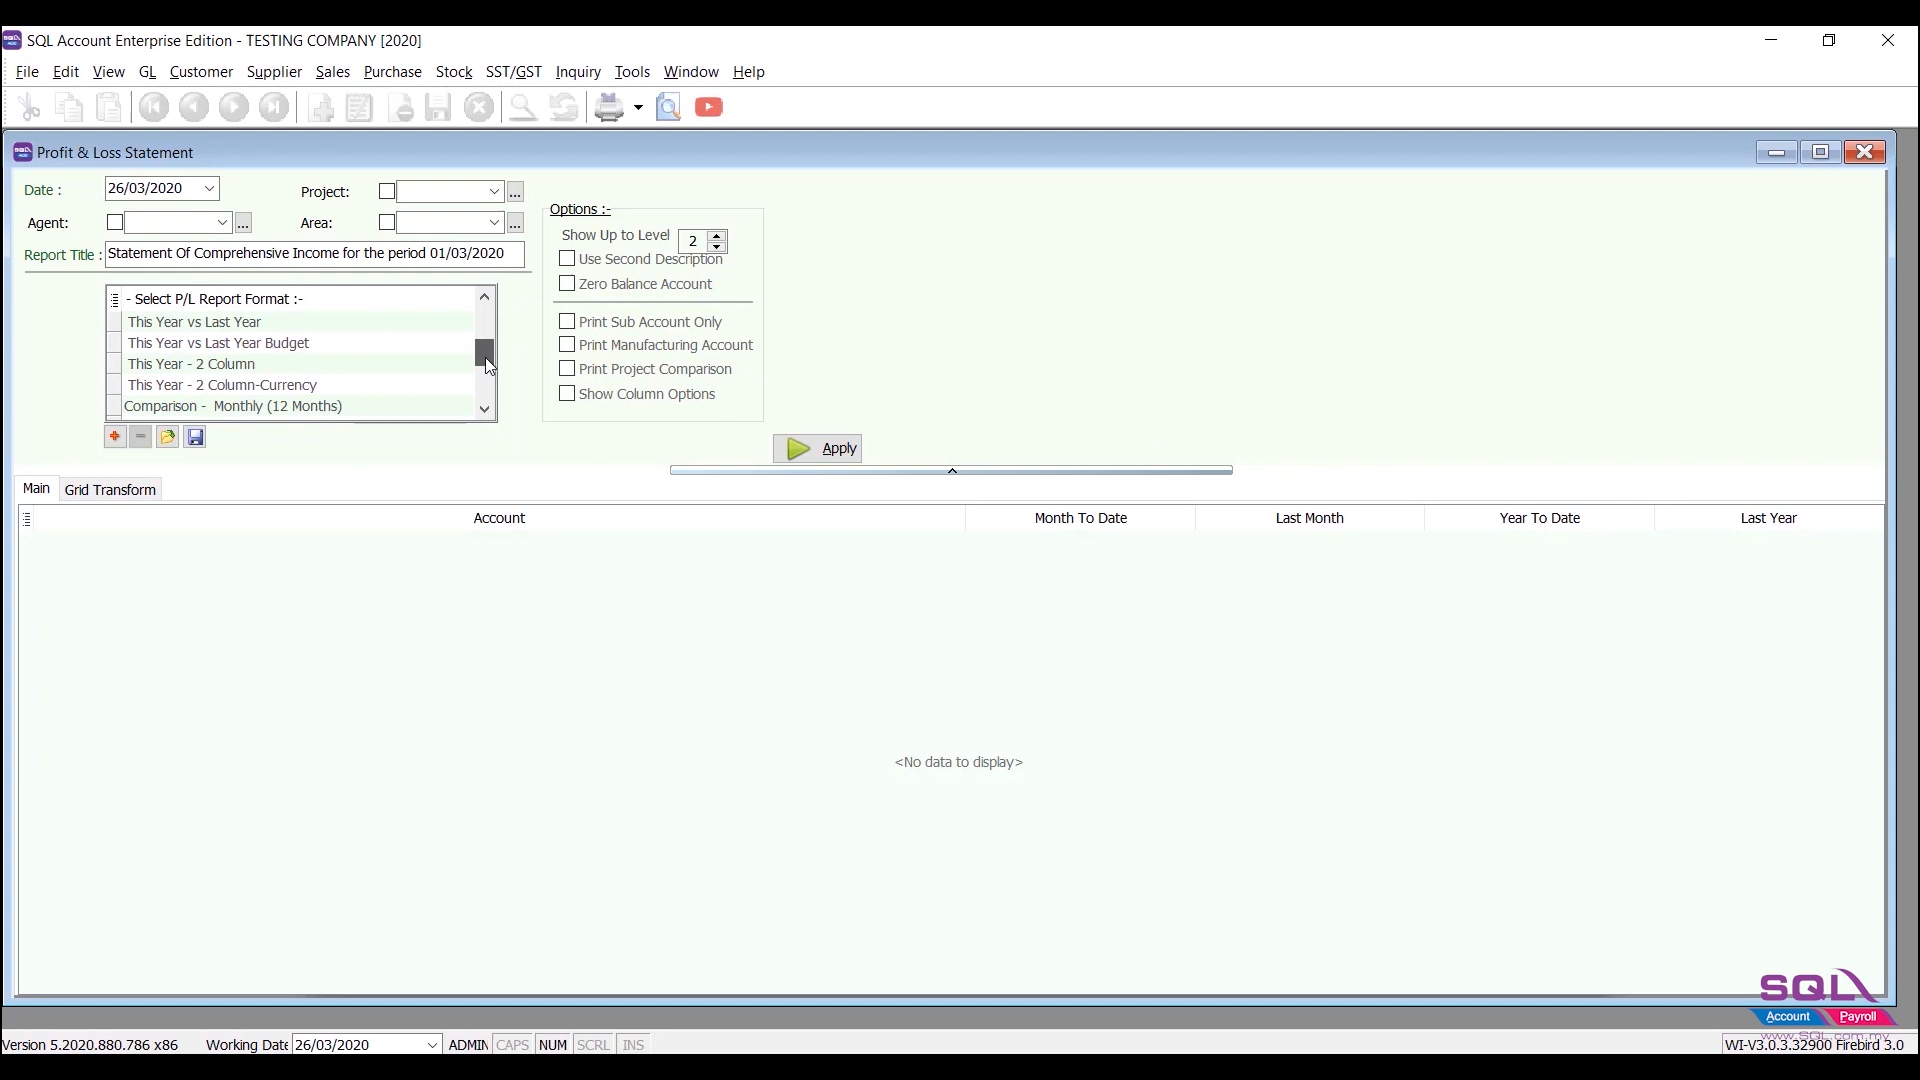 SQL Account Enterprise Edition - TESTING COMPANY [2020]
File Edit View GL Customer Supplier Sales Purchase Stock SST/GST Inquiry Tools Window Help
Profit & Loss Statement
Date : 26/03/2020 Project: ...
Agent: ... Area: ...
Report Title : Statement Of Comprehensive Income for the period 01/03/2020
Options :-
Show Up to Level 2
Use Second Description
Zero Balance Account
Print Sub Account Only
Print Manufacturing Account
Print Project Comparison
Show Column Options
- Select P/L Report Format :-
This Year vs Last Year
This Year vs Last Year Budget
This Year - 2 Column
This Year - 2 Column-Currency
Comparison - Monthly (12 Months)
Apply
Main Grid Transform
Account Month To Date Last Month Year To Date Last Year
<No data to display>
SQL
Account Payroll
www.SQL.com.my
Version 5.2020.880.786 x86 Working Date 26/03/2020 ADMIN CAPS NUM SCRL INS WI-V3.0.3.32900 Firebird 3.0